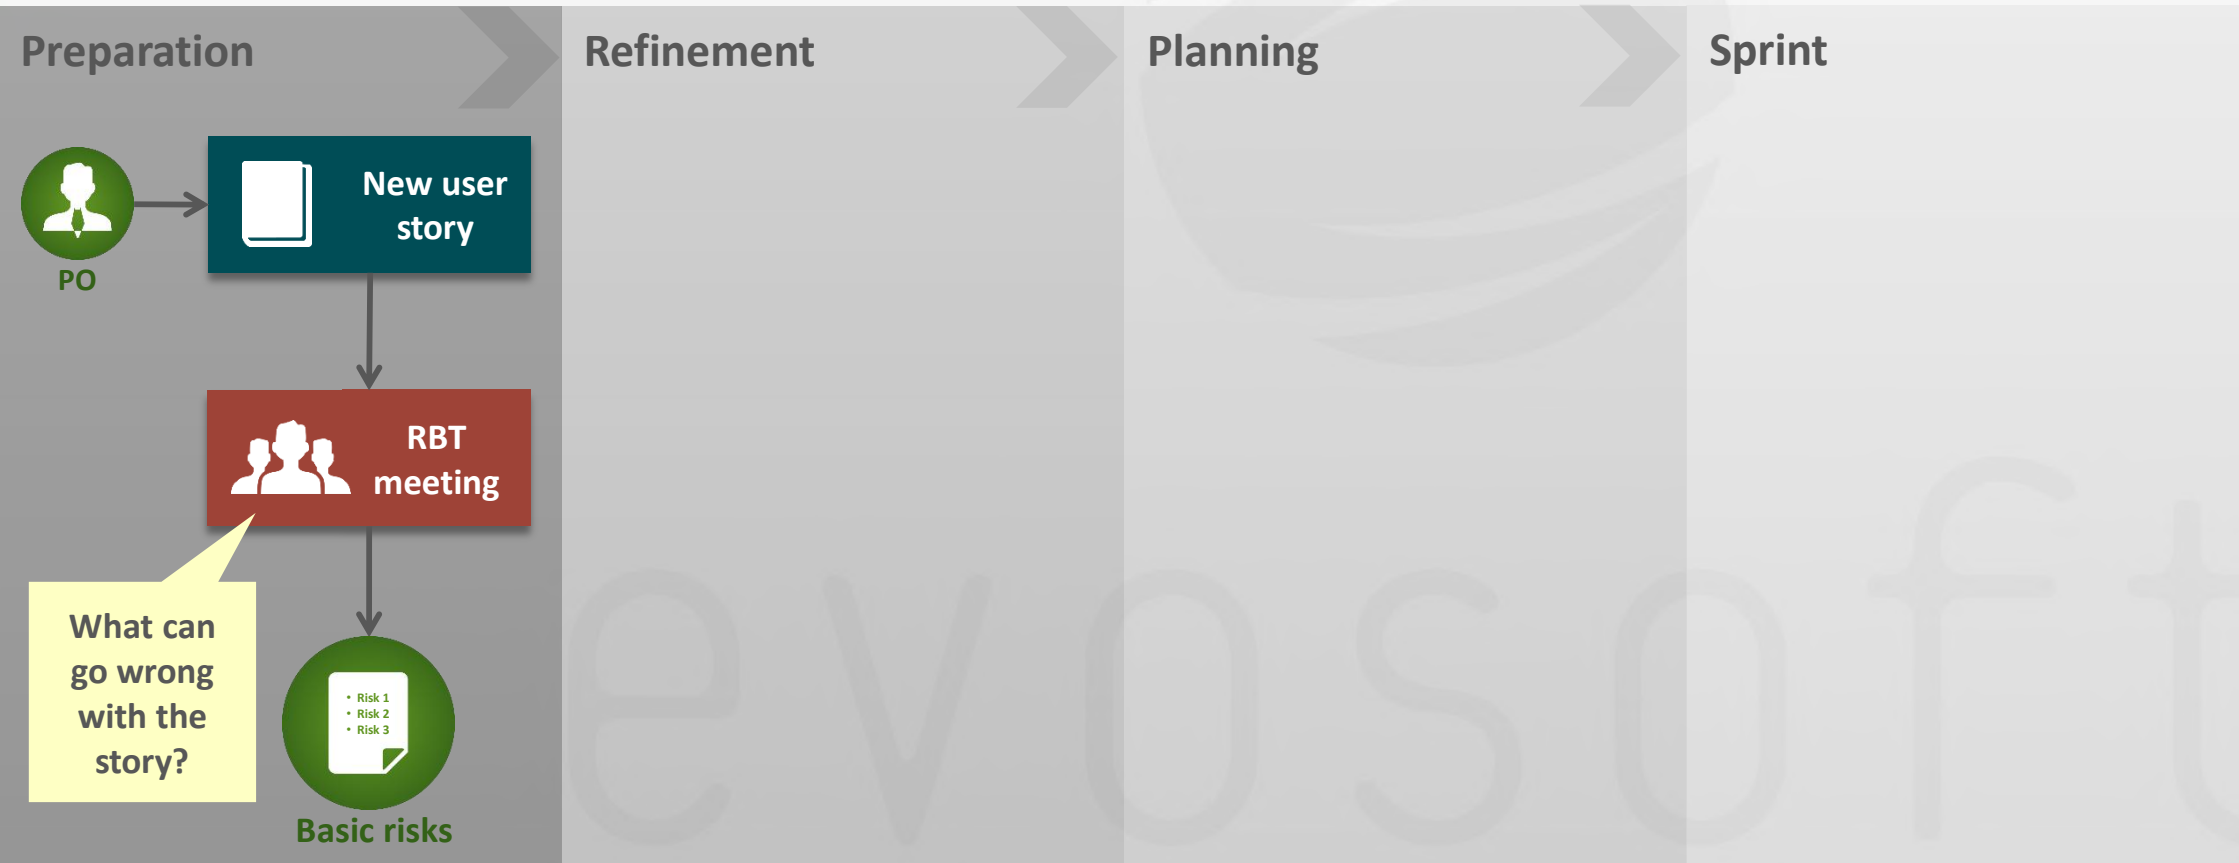 Preparation
Refinement
Planning
Sprint
PO
New user
story
RBT
meeting
What can
go wrong
with the
story?
• Risk 1
• Risk 2
• Risk 3
Basic risks
evosoft